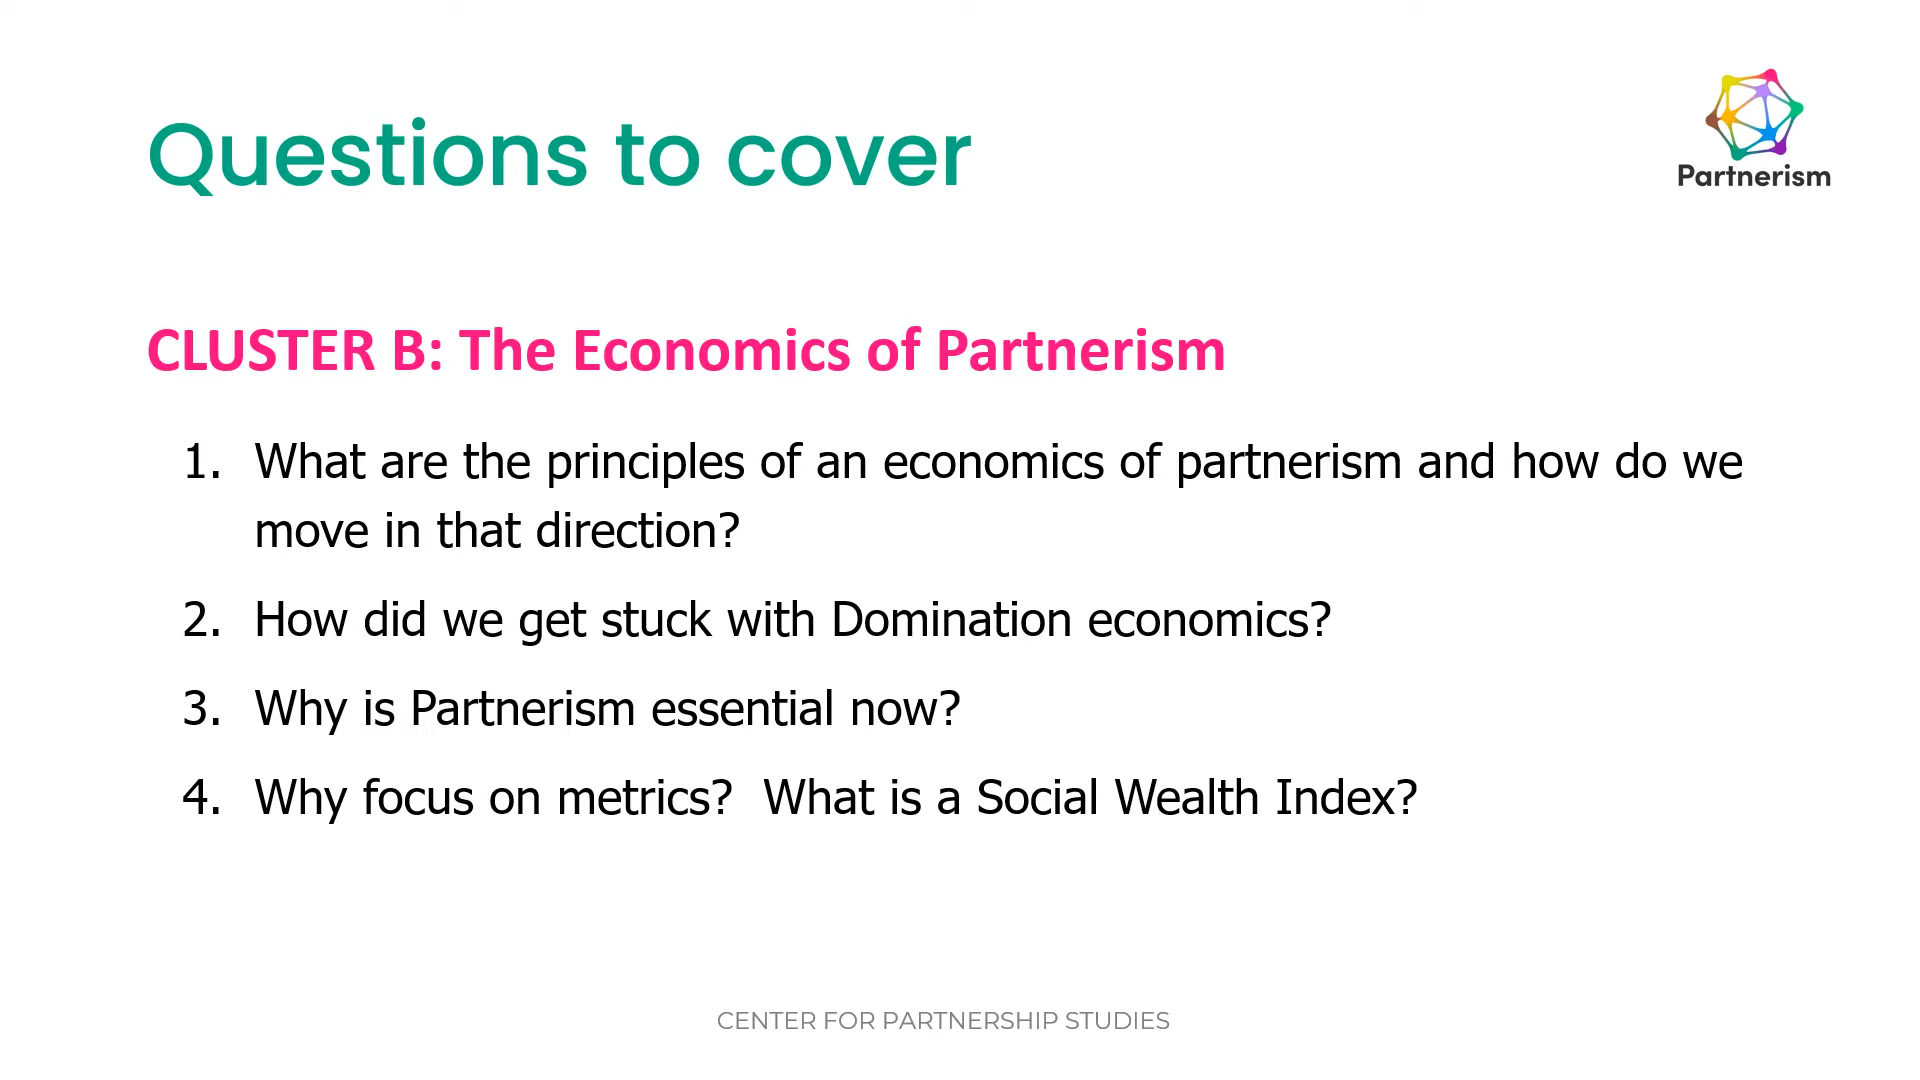 Questions to cover
Partnerism
CLUSTER B: The Economics of Partnerism
1. What are the principles of an economics of partnerism and how do we
move in that direction?
2. How did we get stuck with Domination economics?
3. Why is Partnerism essential now?
4. Why focus on metrics?  What is a Social Wealth Index?
CENTER FOR PARTNERSHIP STUDIES